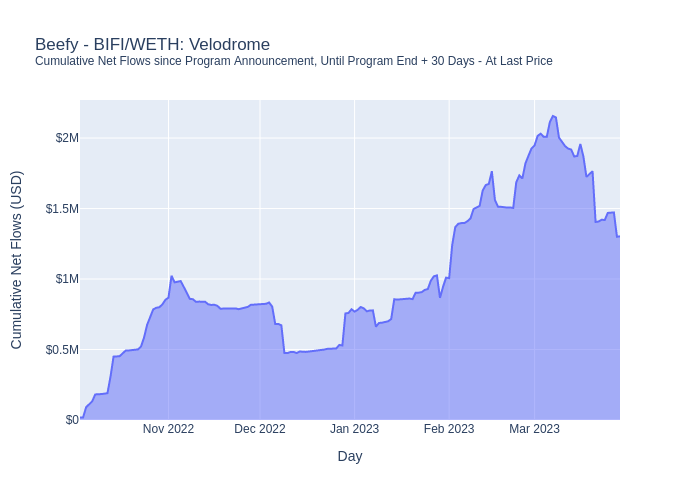 Beefy - BIFI/WETH: Velodrome
Cumulative Net Flows since Program Announcement, Until Program End + 30 Days - At Last Price
Cumulative Net Flows (USD)
$2M
$1.5M
$1M
$0.5M
$0
Nov 2022 Dec 2022 Jan 2023 Feb 2023 Mar 2023
Day